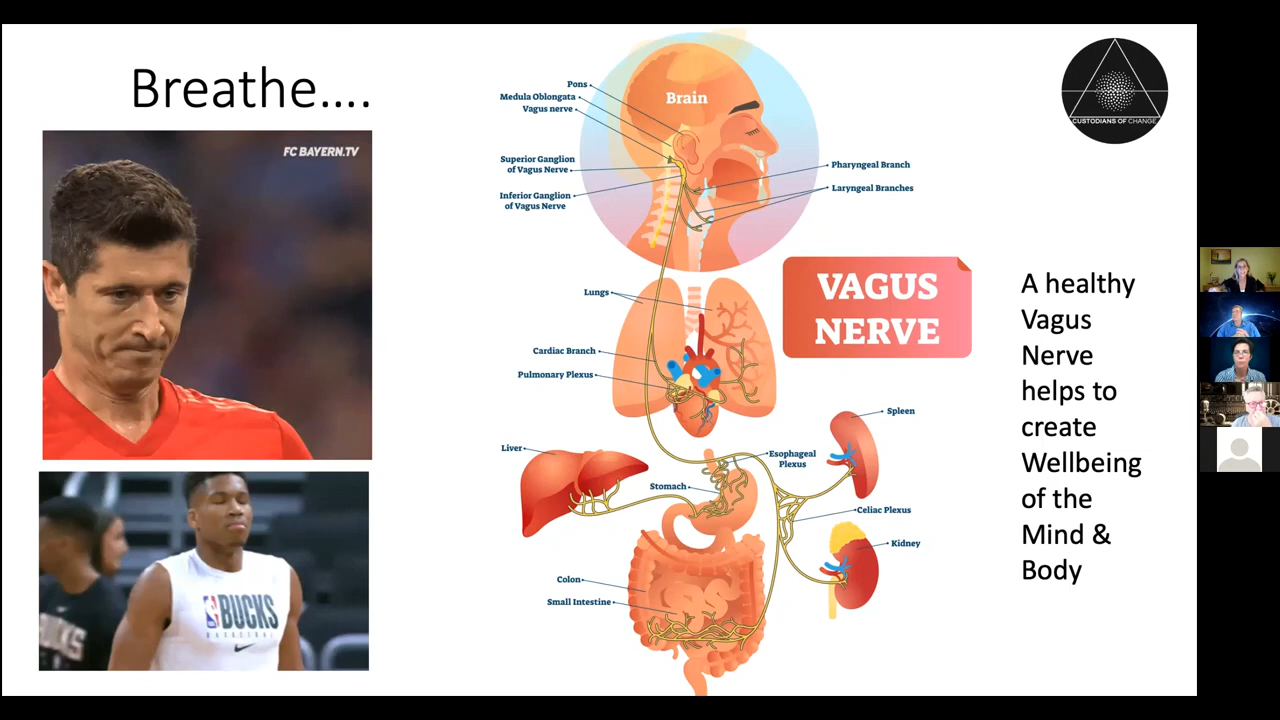 Breathe....
FC BAYERN.TV
BUCKS
BASKETBALL
Brain
Pons
Medula Oblongata
Vagus nerve
Superior Ganglion
of Vagus Nerve
Inferior Ganglion
of Vagus Nerve
Pharyngeal Branch
Laryngeal Branches
VAGUS
NERVE
Lungs
Cardiac Branch
Pulmonary Plexus
Liver
Stomach
Esophageal
Plexus
Spleen
Celiac Plexus
Kidney
Colon
Small Intestine
CUSTODIANS OF CHANGE
A healthy
Vagus
Nerve
helps to
create
Wellbeing
of the
Mind &
Body